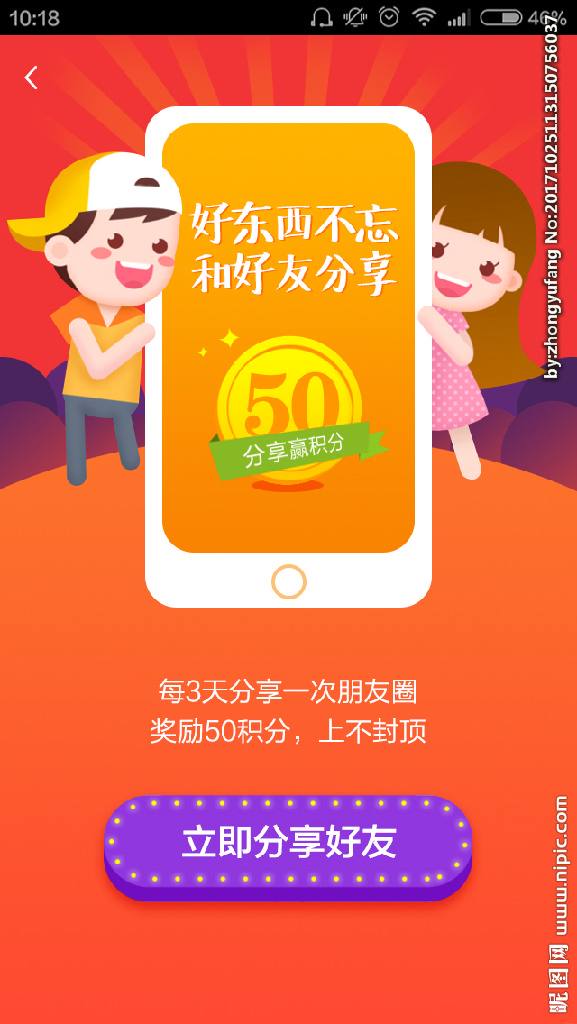 10:18
46%
好东西不忘
和好友分享
50
分享赢积分
每3天分享一次朋友圈
奖励50积分，上不封顶
立即分享好友
by:zhongyufang No:20171025113150756037
昵图网 www.nipic.com